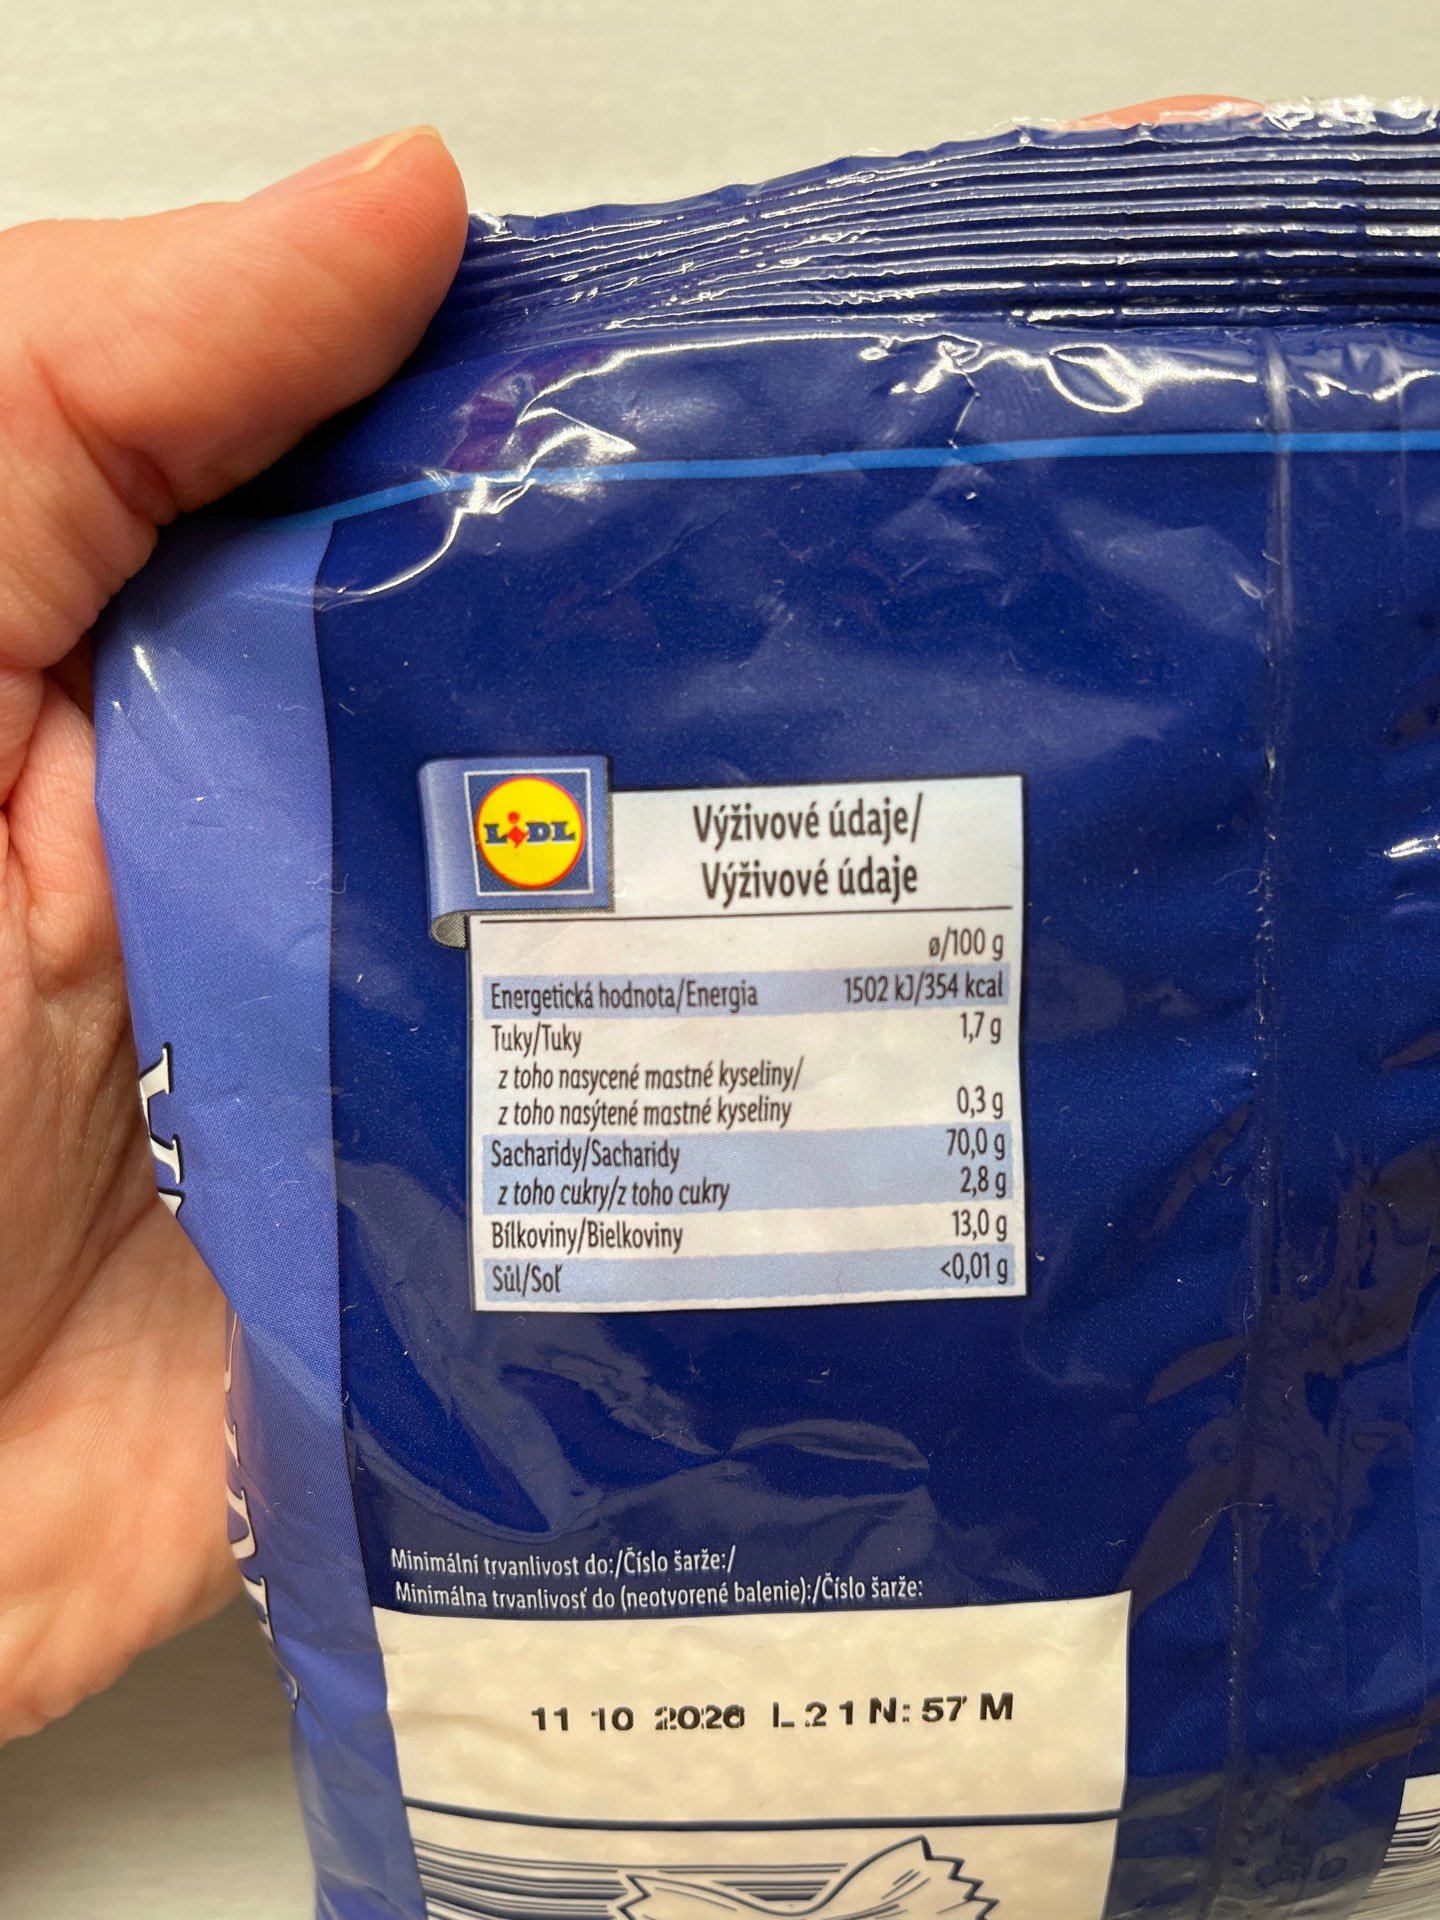 LIDL
Výživové údaje/
Výživové údaje
ø/100 g
Energetická hodnota/Energia 1502 kJ/354 kcal
Tuky/Tuky 1,7 g
z toho nasycené mastné kyseliny/
z toho nasýtené mastné kyseliny 0,3 g
Sacharidy/Sacharidy 70,0 g
z toho cukry/z toho cukry 2,8 g
Bílkoviny/Bielkoviny 13,0 g
Sůl/Soľ <0,01 g
Minimální trvanlivost do:/Číslo šarže:/
Minimálna trvanlivosť do (neotvorené balenie):/Číslo šarže:
11 10 2026 L 2 1 N: 57 M